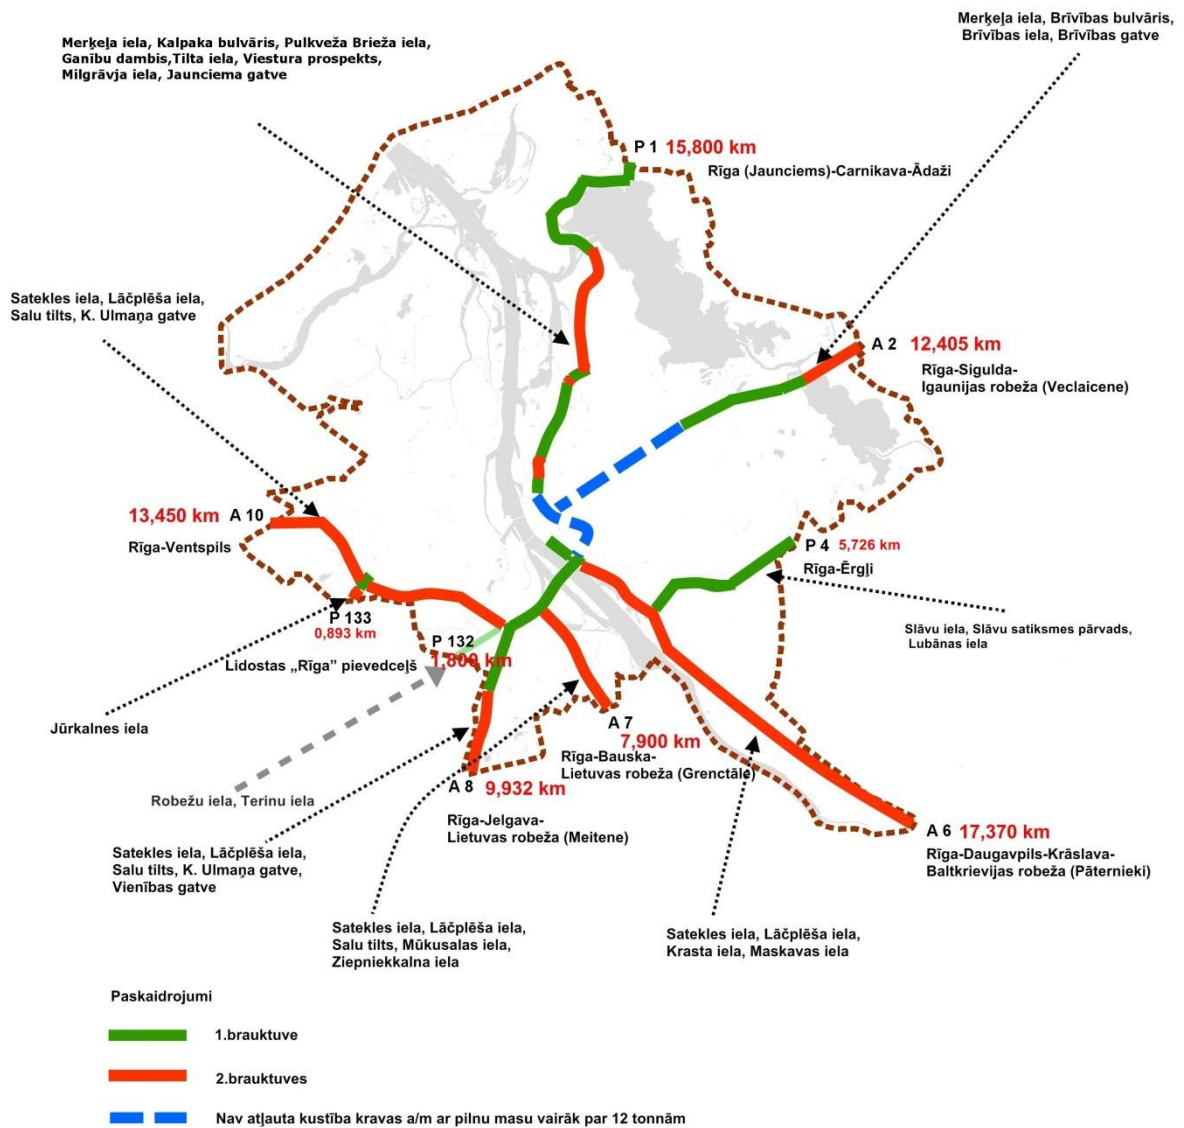 Merķeļa iela, Brīvības bulvāris,
Brīvības iela, Brīvības gatve
Merķeļa iela, Kalpaka bulvāris, Pulkveža Brieža iela,
Ganību dambis,Tilta iela, Viestura prospekts,
Milgrāvja iela, Jaunciema gatve
P 1 15,800 km
Rīga (Jaunciems)-Carnikava-Ādaži
Satekles iela, Lāčplēša iela,
Salu tilts, K. Ulmaņa gatve
A 2 12,405 km
Rīga-Sigulda-
Igaunijas robeža (Veclaicene)
13,450 km A 10
Rīga-Ventspils
P 4 5,726 km
Rīga-Ērgļi
P 133
0,893 km
Slāvu iela, Slāvu satiksmes pārvads,
Lubānas iela
P 132
1,800 km
Lidostas „Rīga” pievedceļš
Jūrkalnes iela
A 7
7,900 km
Rīga-Bauska-
Lietuvas robeža (Grenctāle)
A 8 9,932 km
Rīga-Jelgava-
Lietuvas robeža (Meitene)
Robežu iela, Terinu iela
A 6 17,370 km
Rīga-Daugavpils-Krāslava-
Baltkrievijas robeža (Pāternieki)
Satekles iela, Lāčplēša iela,
Salu tilts, K. Ulmaņa gatve,
Vienības gatve
Satekles iela, Lāčplēša iela,
Salu tilts, Mūkusalas iela,
Ziepniekkalna iela
Satekles iela, Lāčplēša iela,
Krasta iela, Maskavas iela
Paskaidrojumi
1.brauktuve
2.brauktuves
Nav atļauta kustība kravas a/m ar pilnu masu vairāk par 12 tonnām